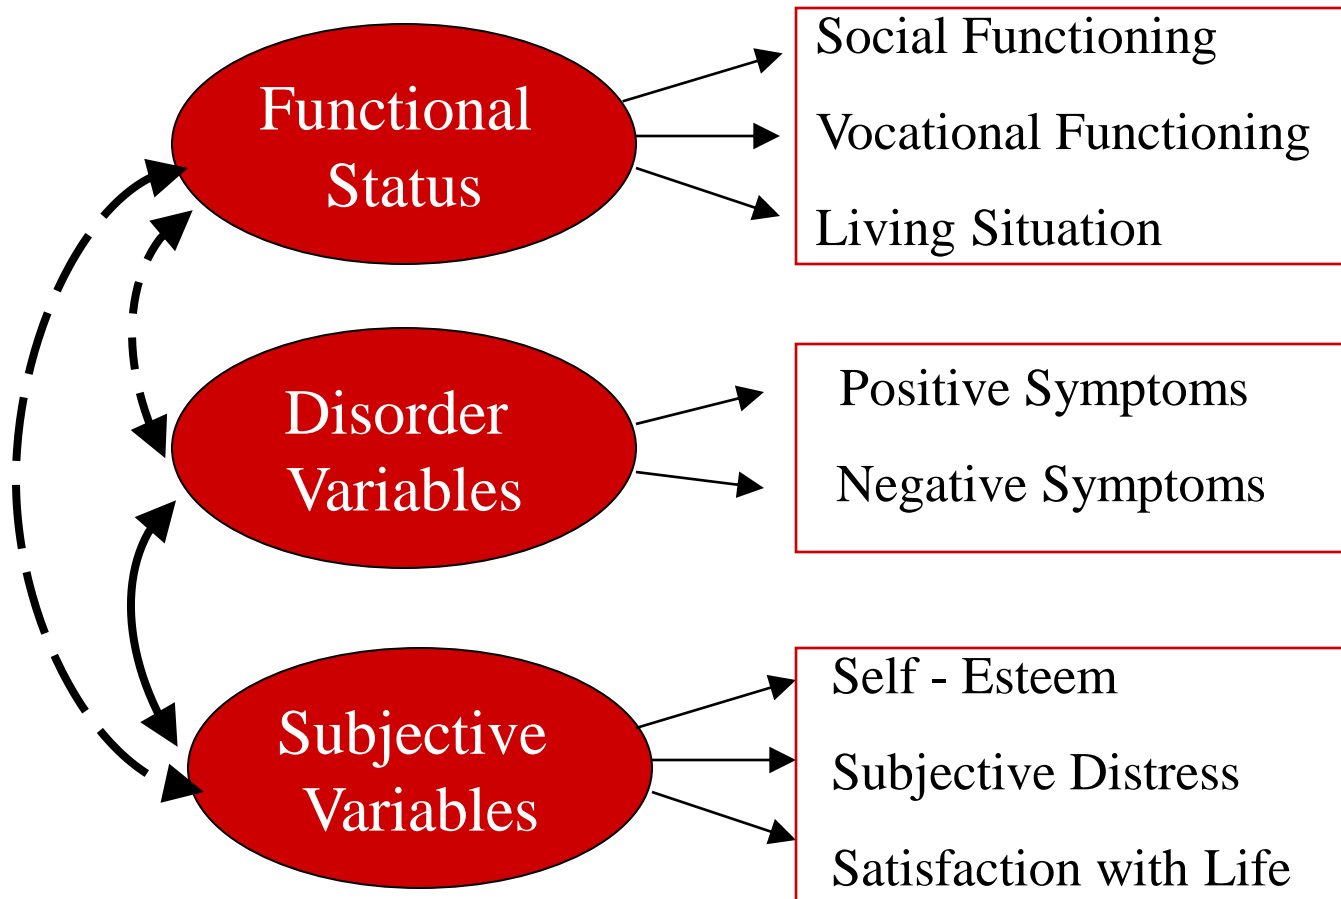 Functional
Status
Social Functioning
Vocational Functioning
Living Situation
Disorder
Variables
Positive Symptoms
Negative Symptoms
Subjective
Variables
Self - Esteem
Subjective Distress
Satisfaction with Life